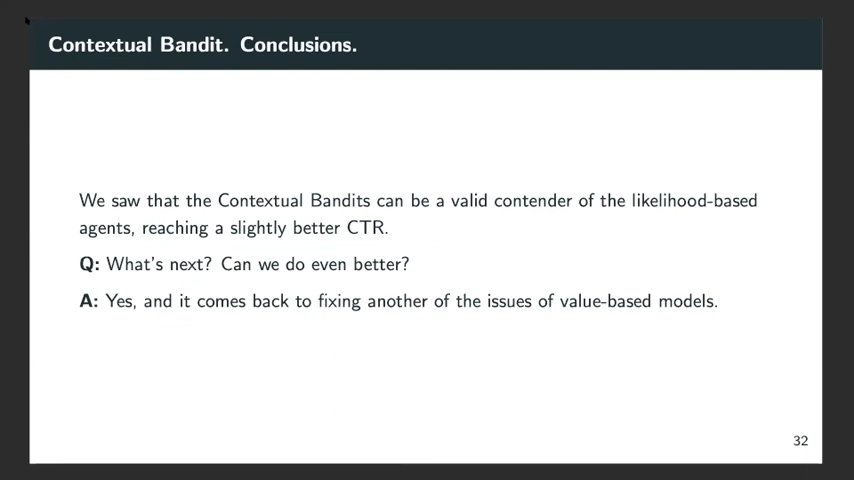 Contextual Bandit. Conclusions.
We saw that the Contextual Bandits can be a valid contender of the likelihood-based
agents, reaching a slightly better CTR.
Q: What's next? Can we do even better?
A: Yes, and it comes back to fixing another of the issues of value-based models.
32